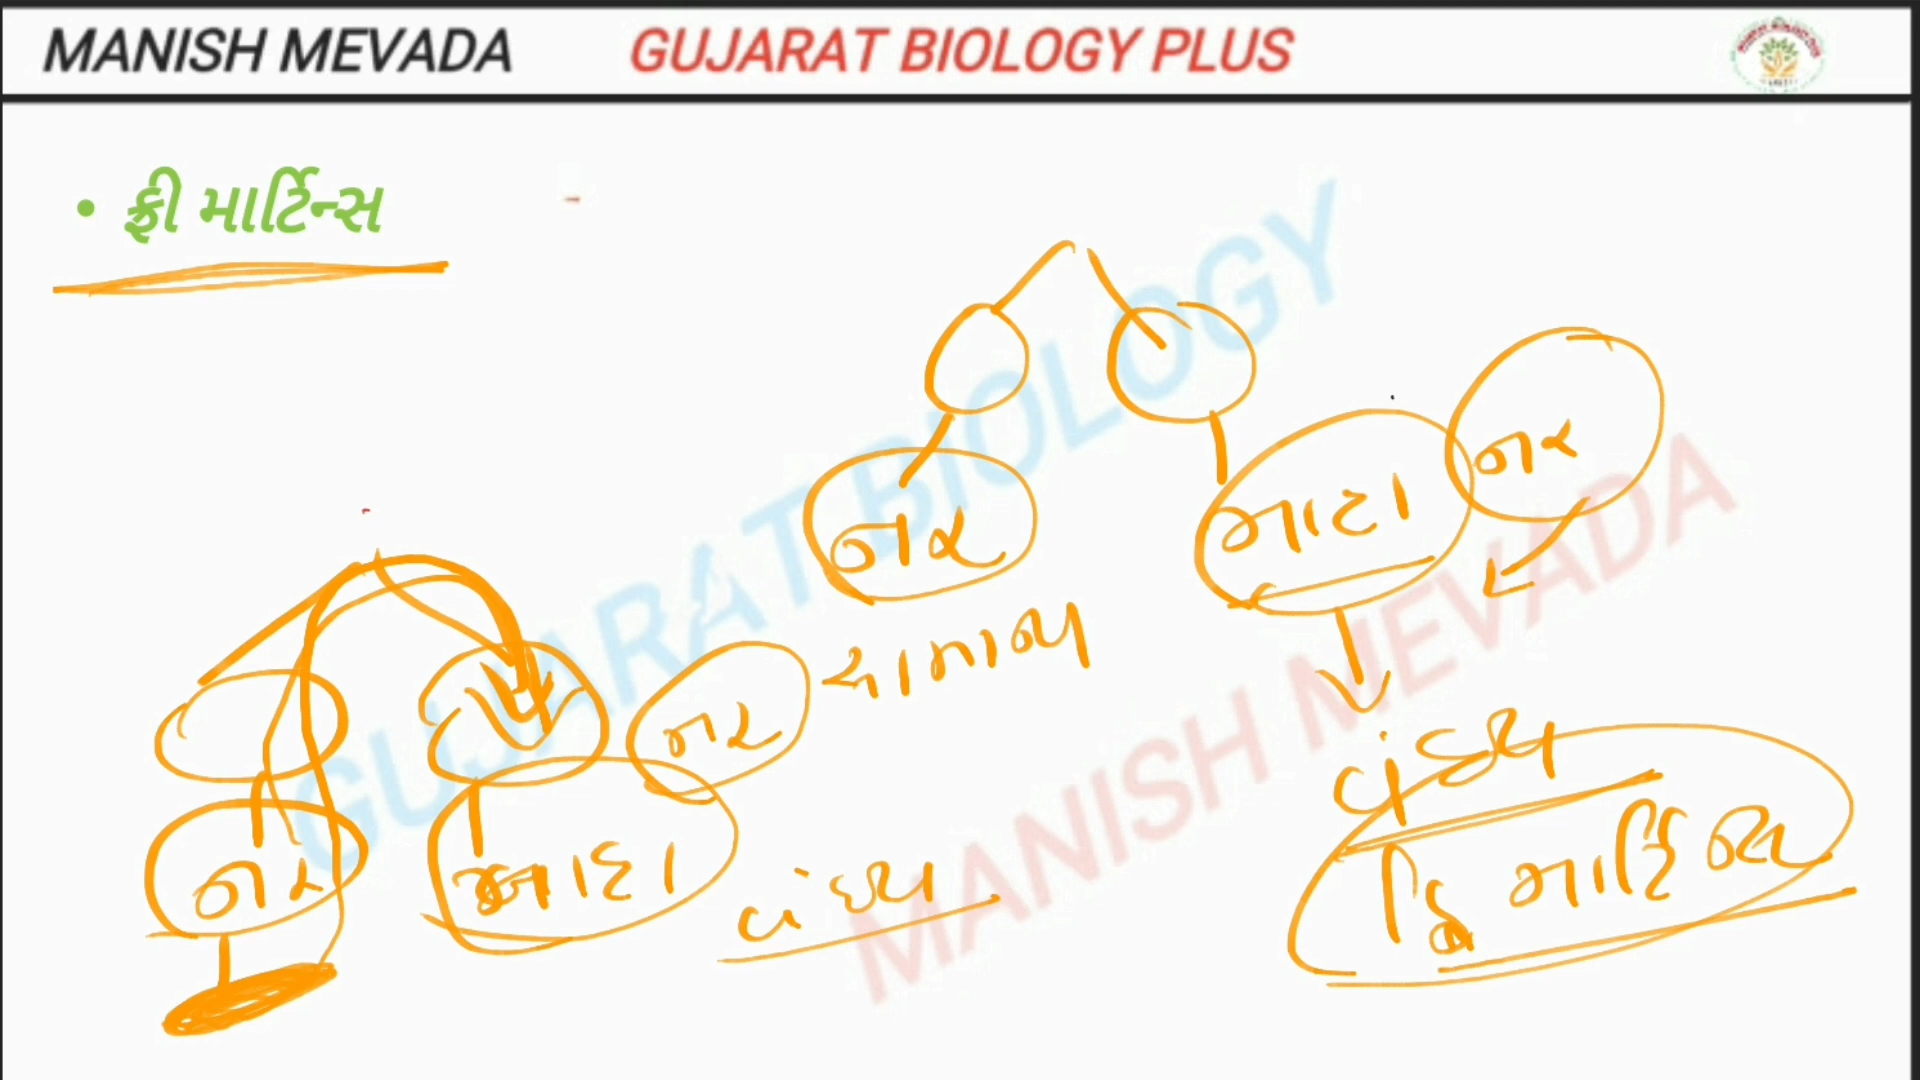 MANISH MEVADA GUJARAT BIOLOGY PLUS
• ફ્રી માર્ટિન્સ
નર
નર માદા
સામાન્ય
નર
વંધ્ય
નર માદા
વંધ્ય
ફ્રિ માર્ટિન્સ
GUJARAT BIOLOGY
MANISH MEVADA